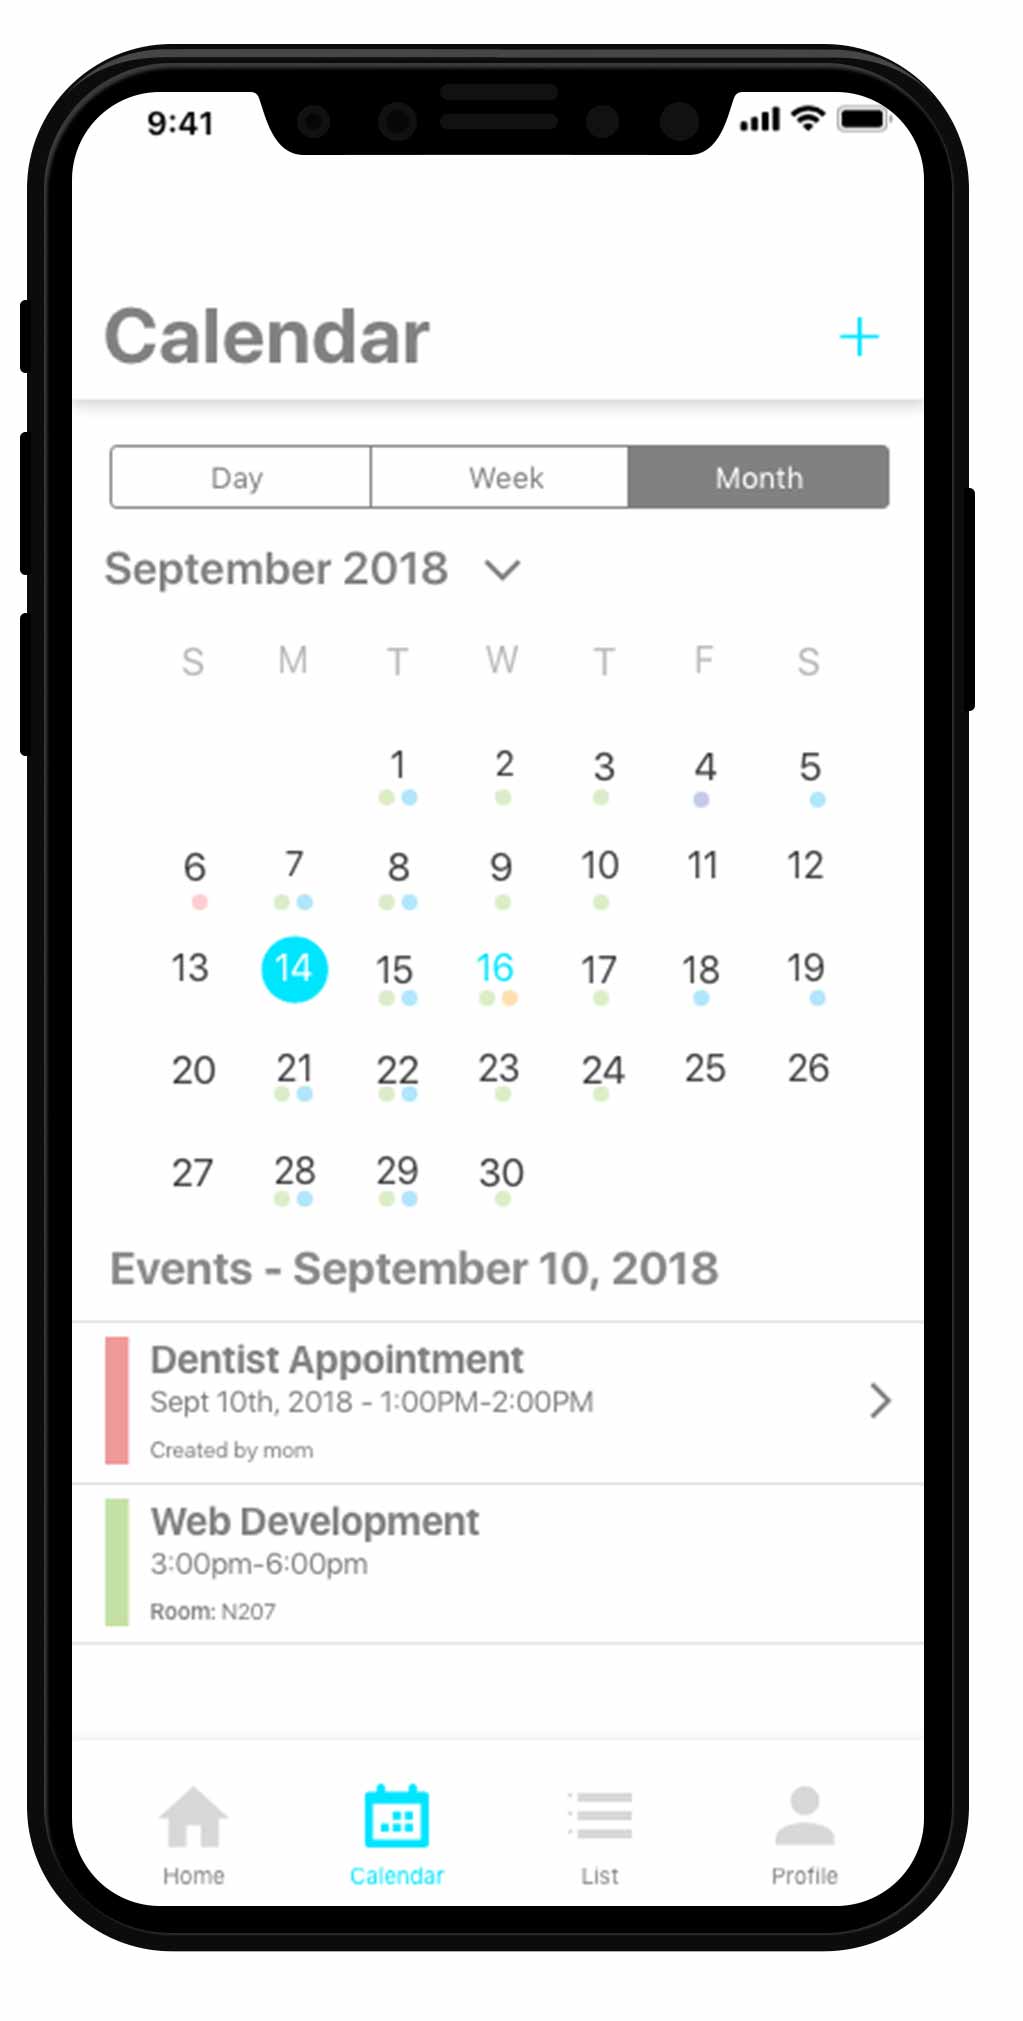 9:41
Calendar
Day Week Month
September 2018
S M T W T F S
1 2 3 4 5
6 7 8 9 10 11 12
13 14 15 16 17 18 19
20 21 22 23 24 25 26
27 28 29 30
Events - September 10, 2018
Dentist Appointment
Sept 10th, 2018 - 1:00PM-2:00PM
Created by mom
Web Development
3:00pm-6:00pm
Room: N207
Home Calendar List Profile